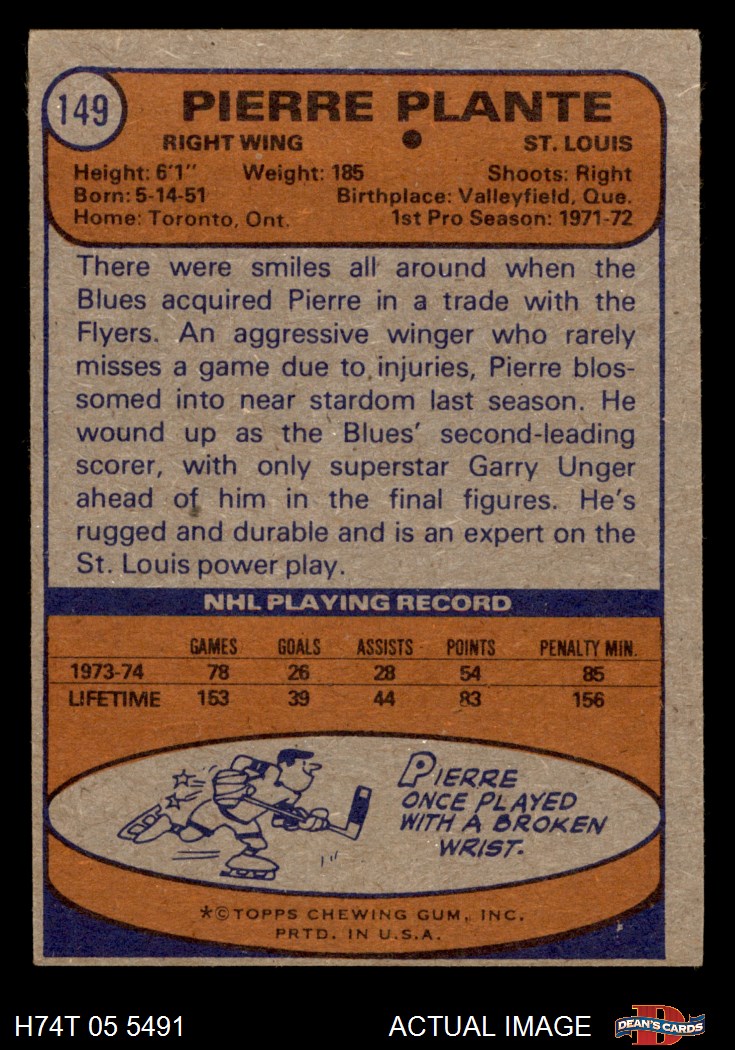 149
PIERRE PLANTE
RIGHT WING ST. LOUIS
Height: 6'1" Weight: 185 Shoots: Right
Born: 5-14-51 Birthplace: Valleyfield, Que.
Home: Toronto, Ont. 1st Pro Season: 1971-72
There were smiles all around when the
Blues acquired Pierre in a trade with the
Flyers. An aggressive winger who rarely
misses a game due to injuries, Pierre blos-
somed into near stardom last season. He
wound up as the Blues' second-leading
scorer, with only superstar Garry Unger
ahead of him in the final figures. He's
rugged and durable and is an expert on the
St. Louis power play.
NHL PLAYING RECORD
GAMES GOALS ASSISTS POINTS PENALTY MIN.
1973-74 78 26 28 54 85
LIFETIME 153 39 44 83 156
PIERRE
ONCE PLAYED
WITH A BROKEN
WRIST.
*©TOPPS CHEWING GUM, INC.
PRTD. IN U.S.A.
H74T 05 5491 ACTUAL IMAGE
D
DEAN'S CARDS